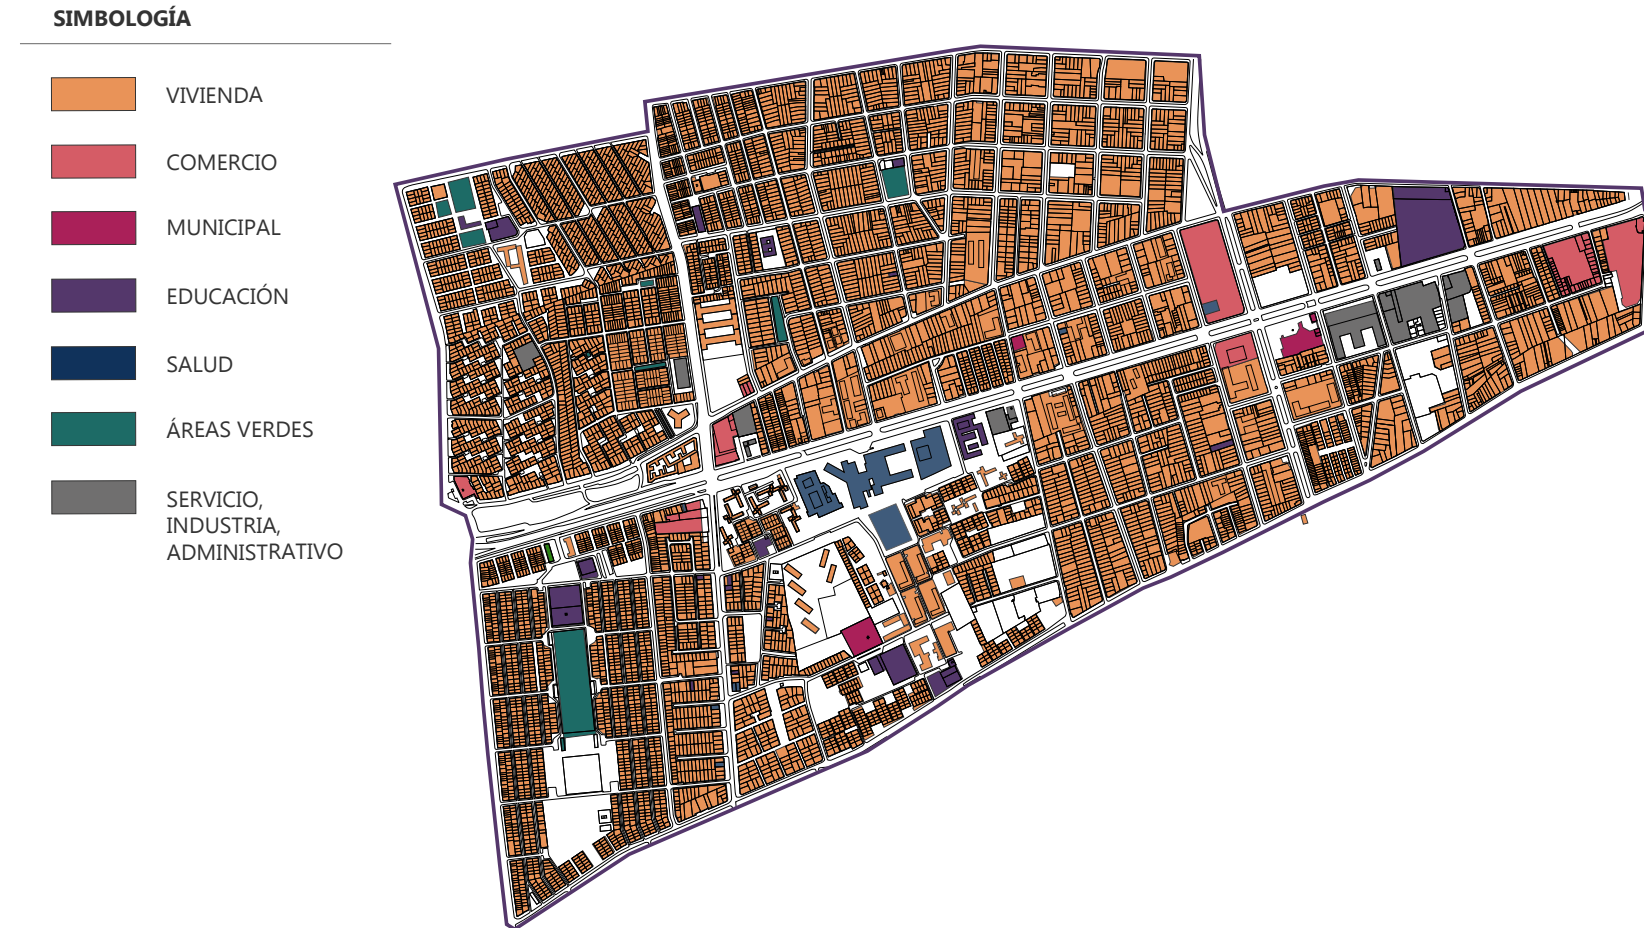 SIMBOLOGÍA
VIVIENDA
COMERCIO
MUNICIPAL
EDUCACIÓN
SALUD
ÁREAS VERDES
SERVICIO,
INDUSTRIA,
ADMINISTRATIVO